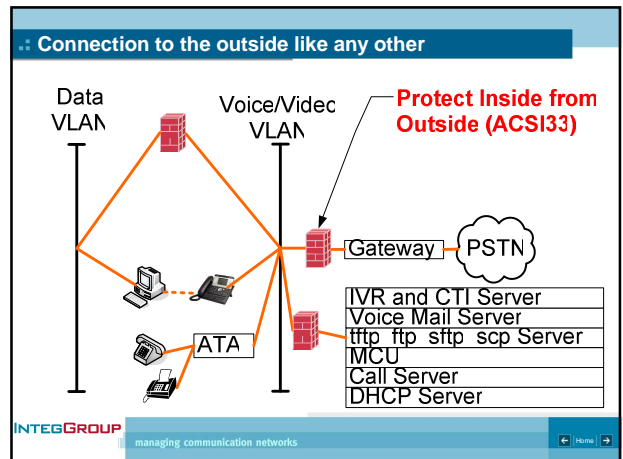 .: Connection to the outside like any other
Data
VLAN
Voice/Video
VLAN
Protect Inside from
Outside (ACSI33)
Gateway
PSTN
IVR and CTI Server
Voice Mail Server
tftp ftp sftp scp Server
MCU
Call Server
DHCP Server
ATA
INTEGGROUP
managing communication networks
Home